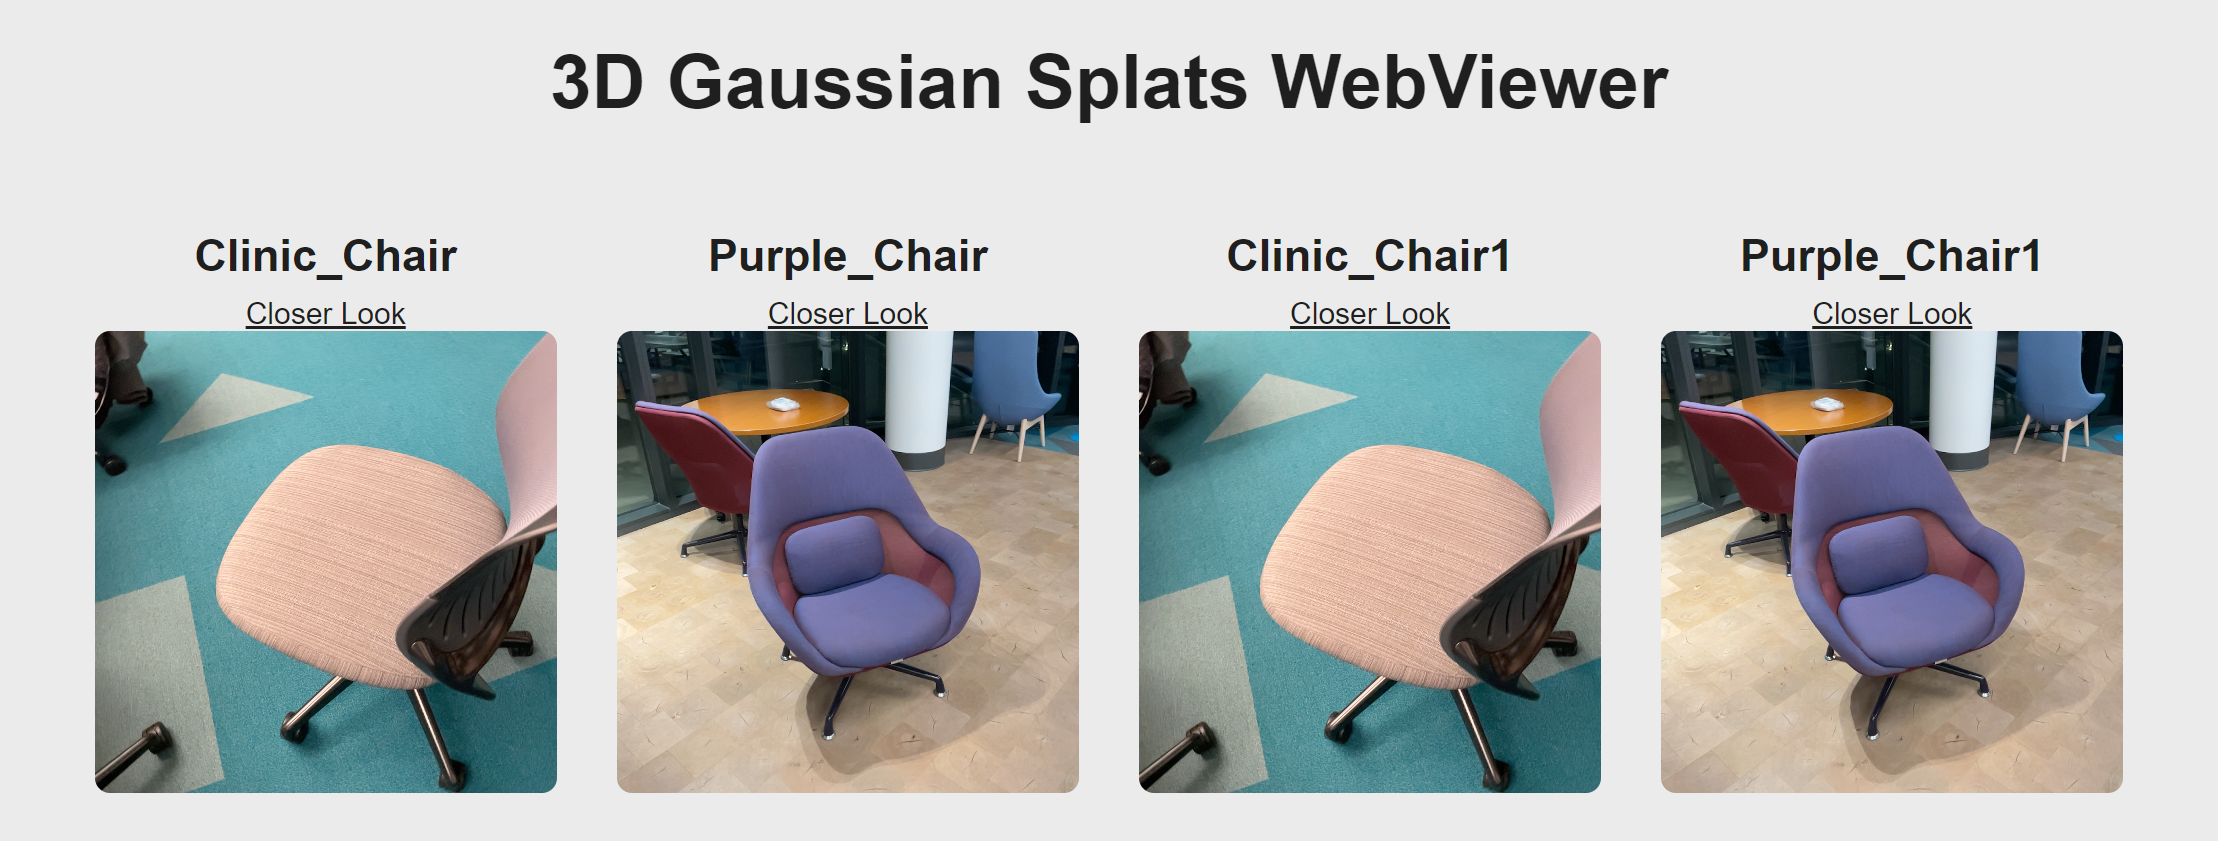 3D Gaussian Splats WebViewer
Clinic_Chair
Closer Look
Purple_Chair
Closer Look
Clinic_Chair1
Closer Look
Purple_Chair1
Closer Look